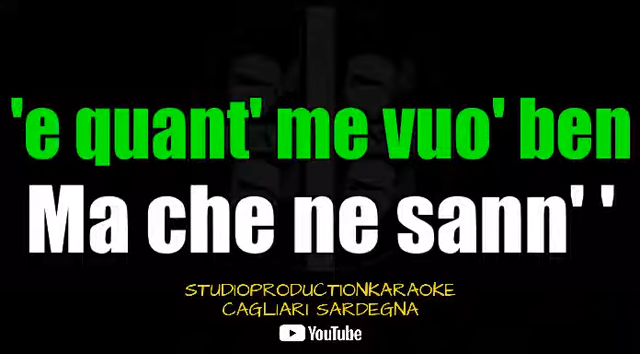 'e quant' me vuo' ben
Ma che ne sann' '
STUDIOPRODUCTIONKARAOKE
CAGLIARI SARDEGNA
YouTube